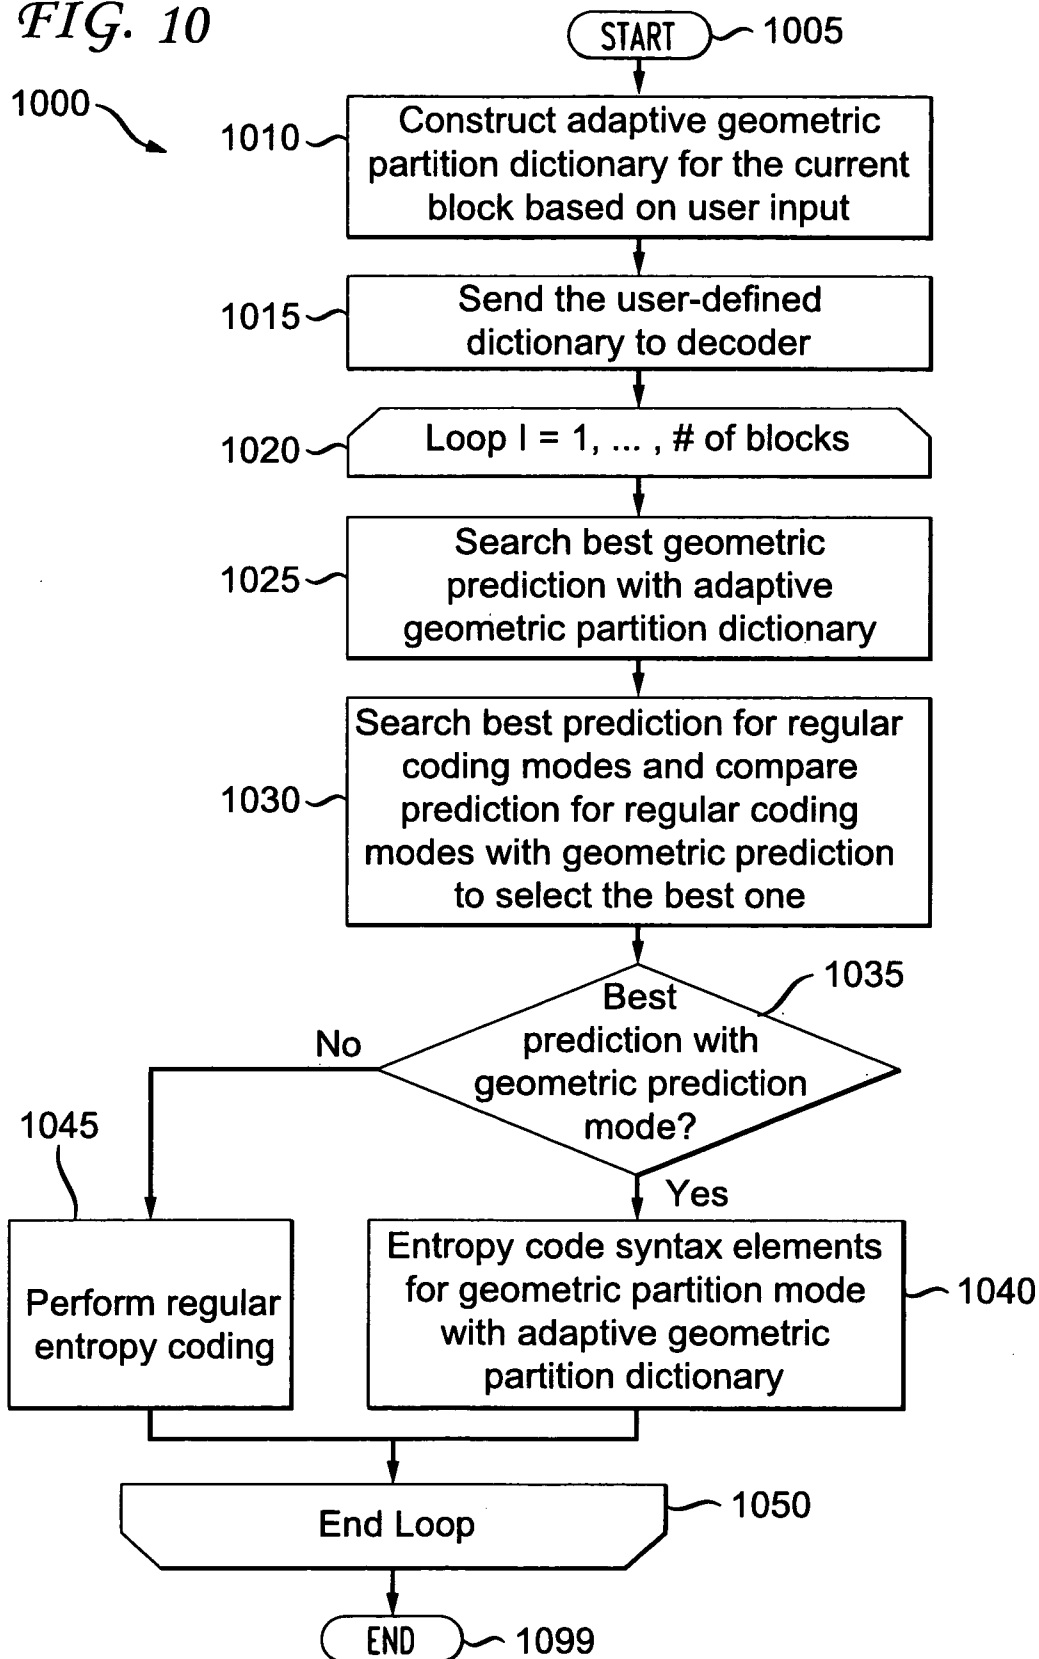 FIG. 10
START
1005
1000
1010
Construct adaptive geometric
partition dictionary for the current
block based on user input
1015
Send the user-defined
dictionary to decoder
1020
Loop I = 1, ... , # of blocks
1025
Search best geometric
prediction with adaptive
geometric partition dictionary
1030
Search best prediction for regular
coding modes and compare
prediction for regular coding
modes with geometric prediction
to select the best one
1035
Best
prediction with
geometric prediction
mode?
No
Yes
1045
Perform regular
entropy coding
Entropy code syntax elements
for geometric partition mode
with adaptive geometric
partition dictionary
1040
End Loop
1050
END
1099